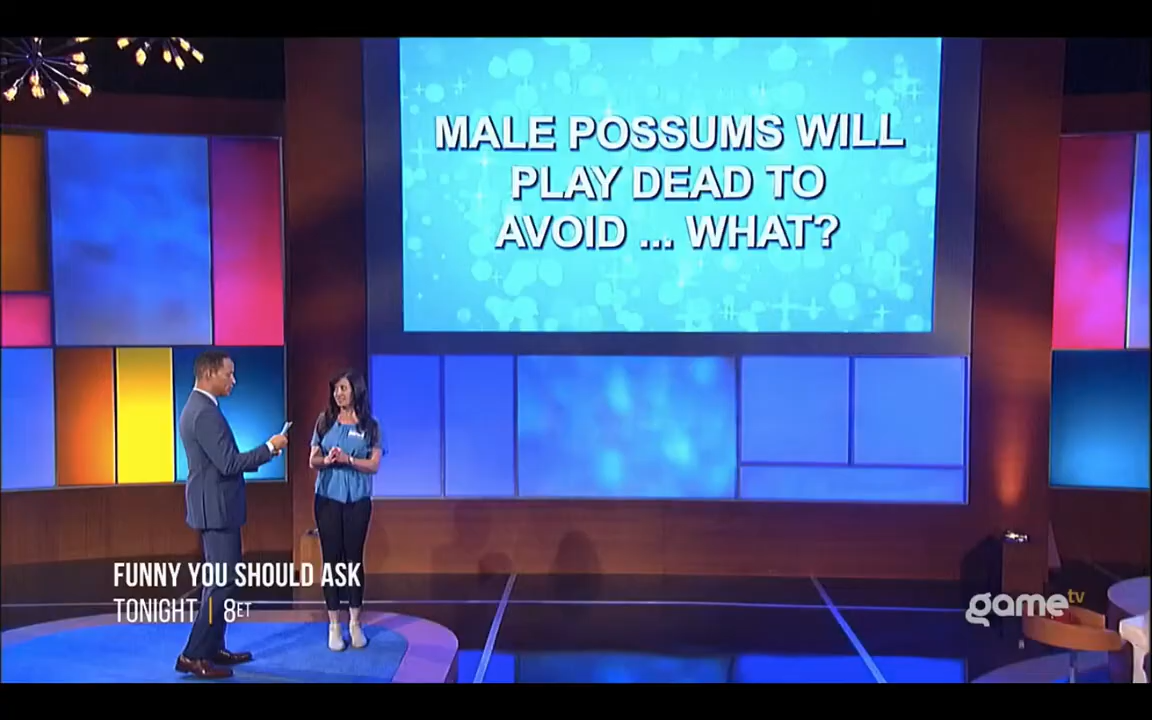 MALE POSSUMS WILL
PLAY DEAD TO
AVOID ... WHAT?
FUNNY YOU SHOULD ASK
TONIGHT | 8ET
gametv